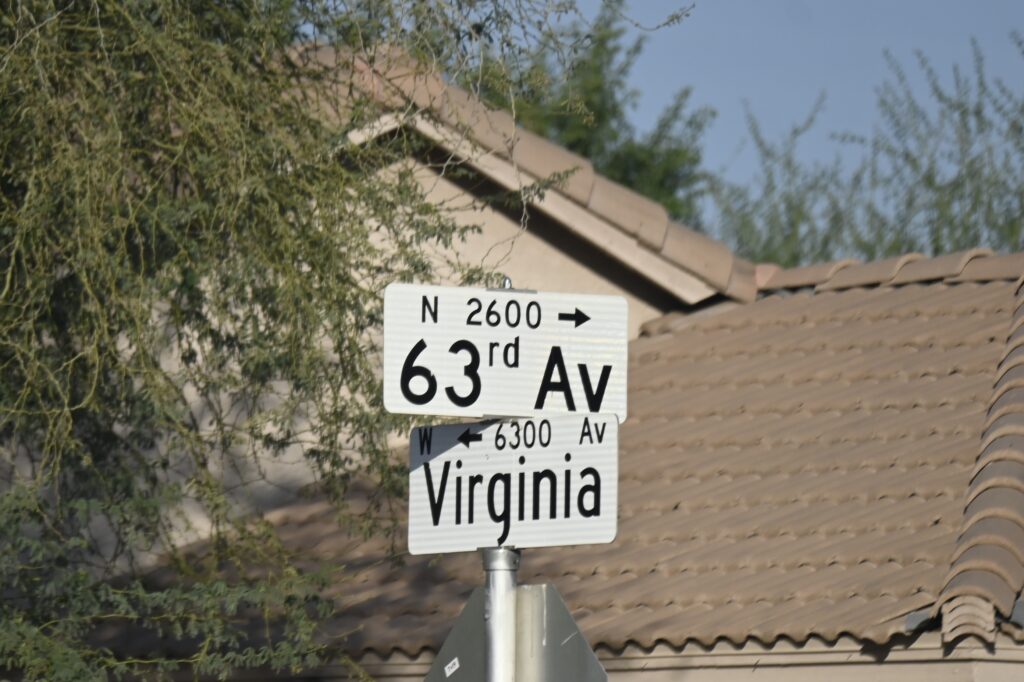 N 2600 →
63rd Av
W ← 6300 Av
Virginia